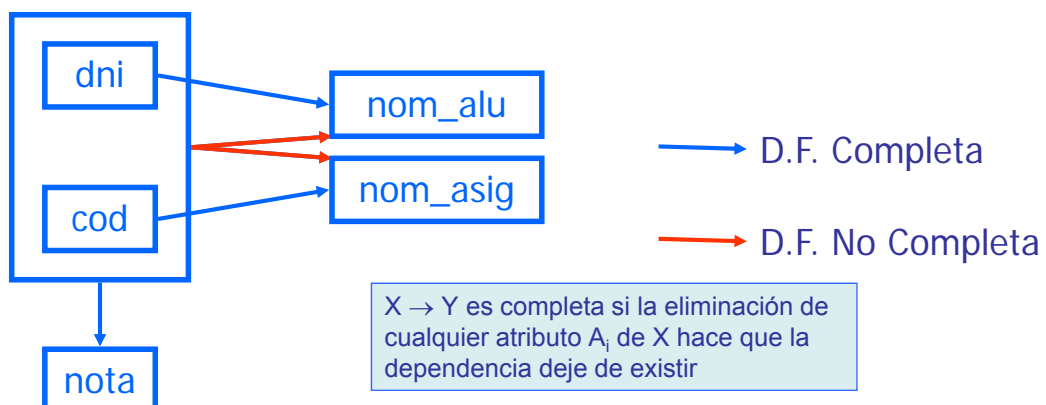 dni
nom_alu
D.F. Completa
nom_asig
cod
D.F. No Completa
X → Y es completa si la eliminación de
cualquier atributo Ai de X hace que la
dependencia deje de existir
nota